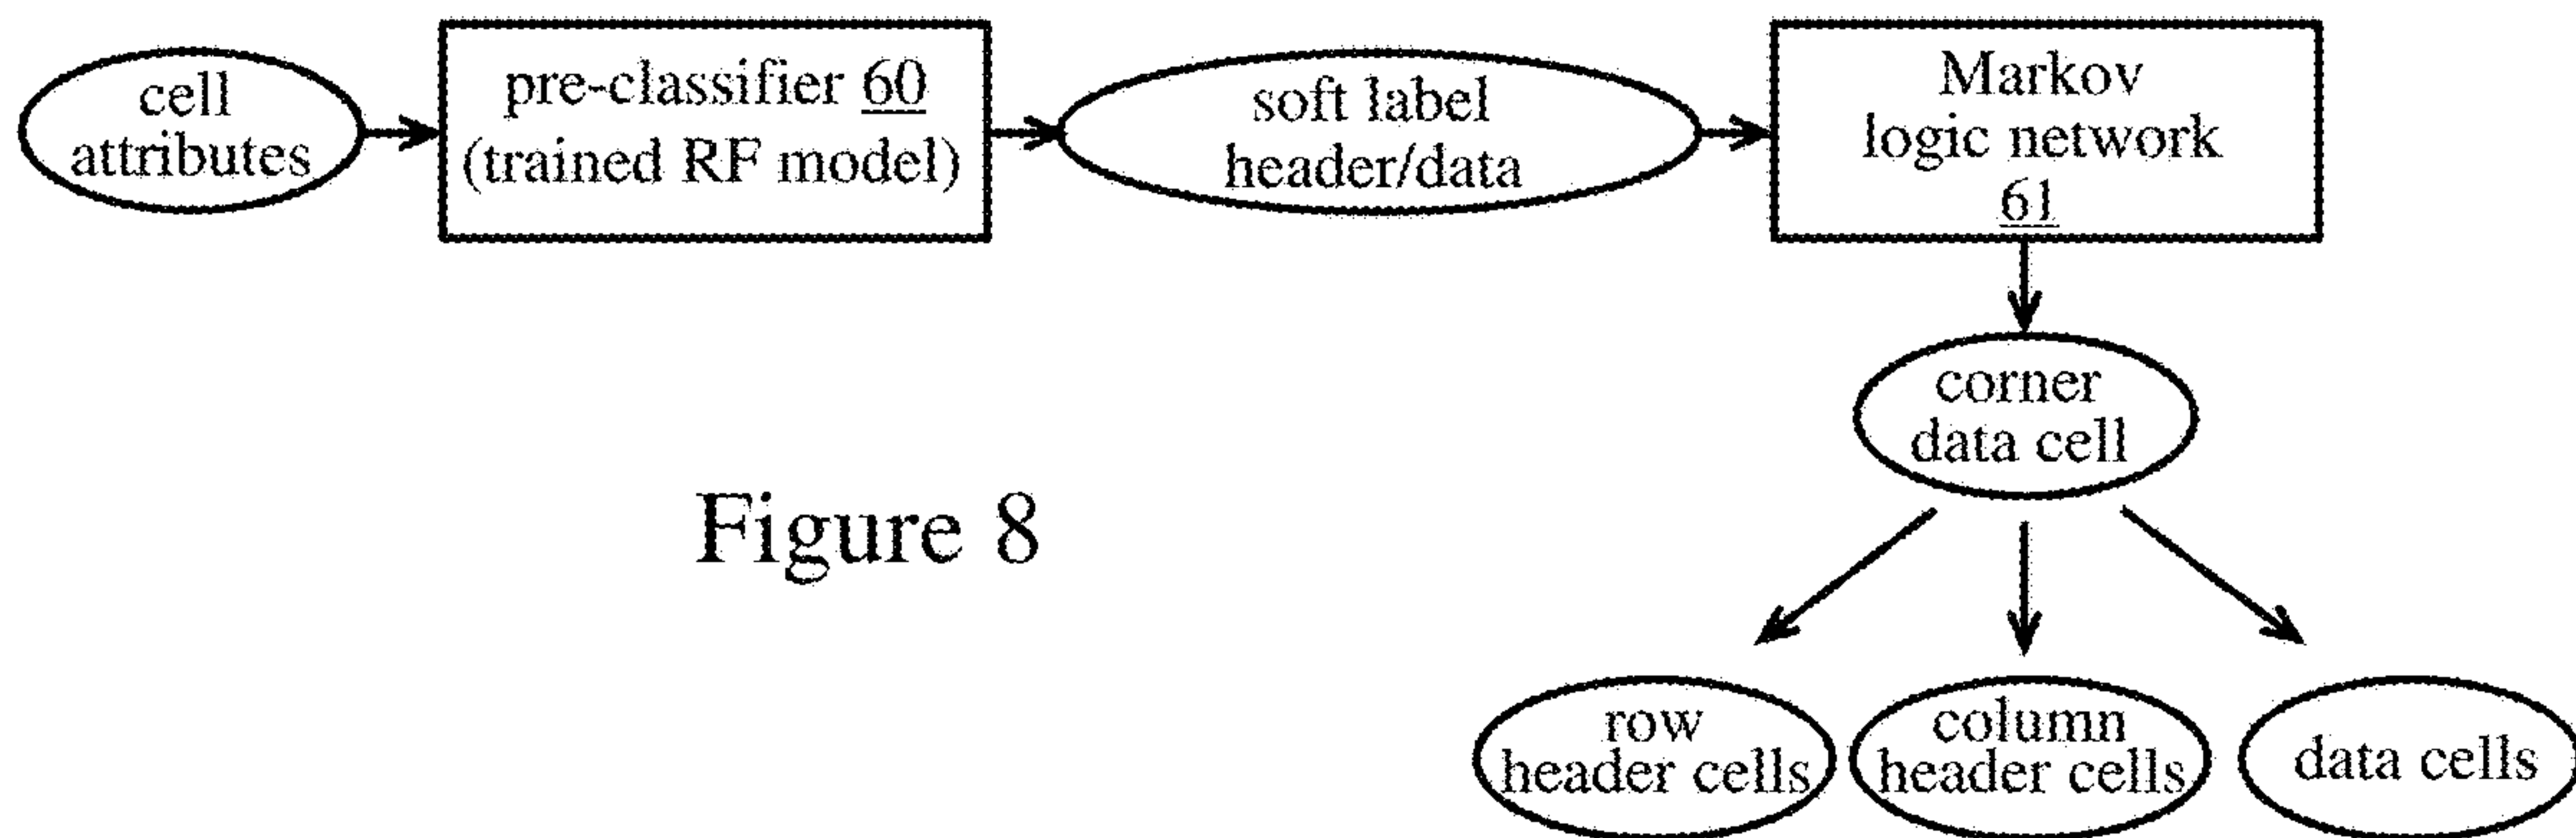 cell
attributes
pre-classifier 60
(trained RF model)
soft label
header/data
Markov
logic network
61
corner
data cell
Figure 8
row
header cells
column
header cells
data cells